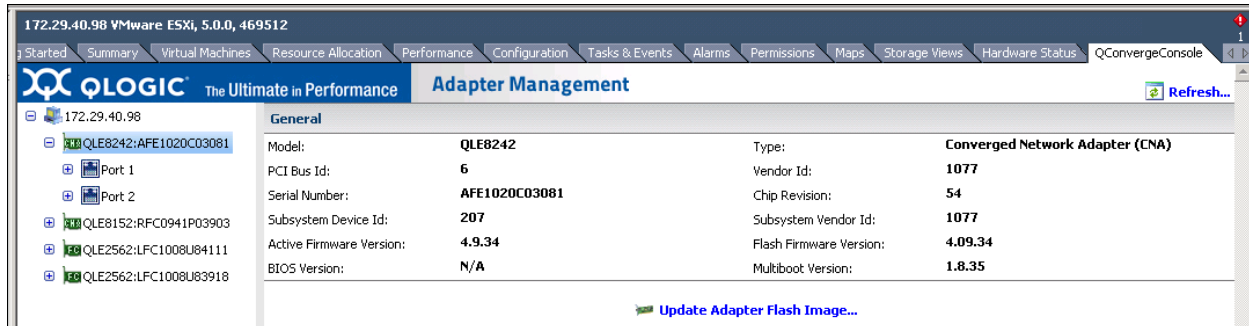 172.29.40.98 VMware ESXi, 5.0.0, 469512
1
g Started Summary Virtual Machines Resource Allocation Performance Configuration Tasks & Events Alarms Permissions Maps Storage Views Hardware Status QConvergeConsole
QLOGIC The Ultimate in Performance Adapter Management
Refresh...
172.29.40.98
QLE8242:AFE1020C03081
Port 1
Port 2
QLE8152:RFC0941P03903
QLE2562:LFC1008U84111
QLE2562:LFC1008U83918
General
Model: QLE8242 Type: Converged Network Adapter (CNA)
PCI Bus Id: 6 Vendor Id: 1077
Serial Number: AFE1020C03081 Chip Revision: 54
Subsystem Device Id: 207 Subsystem Vendor Id: 1077
Active Firmware Version: 4.9.34 Flash Firmware Version: 4.09.34
BIOS Version: N/A Multiboot Version: 1.8.35
Update Adapter Flash Image...